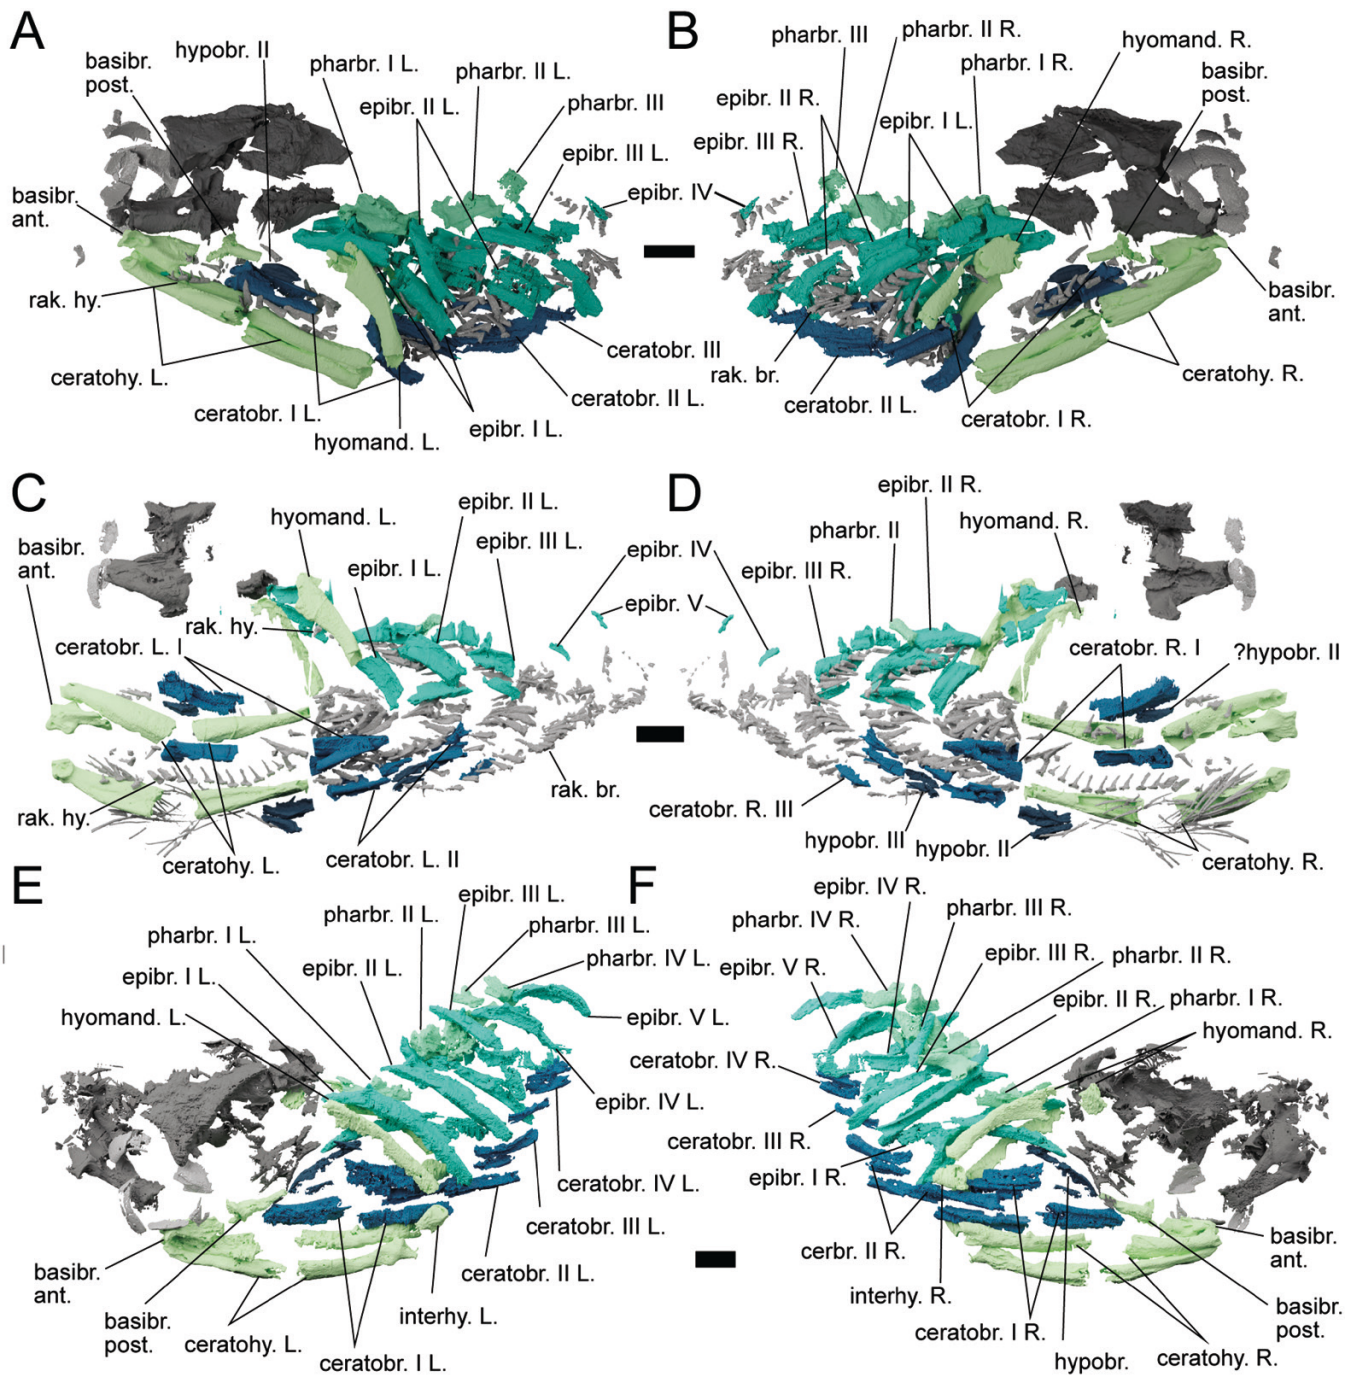 A
hypobr. II
basibr.
post.
pharbr. I L.
pharbr. II L.
epibr. II L.
pharbr. III
epibr. III L.
epibr. IV
basibr.
ant.
rak. hy.
ceratohy. L.
ceratobr. I L.
hyomand. L.
epibr. I L.
ceratobr. II L.
ceratobr. III
B
pharbr. III
pharbr. II R.
hyomand. R.
pharbr. I R.
basibr.
post.
epibr. II R.
epibr. I L.
epibr. III R.
basibr.
ant.
rak. br.
ceratohy. R.
ceratobr. II L.
ceratobr. I R.
C
epibr. II L.
hyomand. L.
basibr.
ant.
epibr. III L.
epibr. I L.
epibr. IV
epibr. V
rak. hy.
ceratobr. L. I
rak. br.
rak. hy.
ceratohy. L.
ceratobr. L. II
D
epibr. II R.
pharbr. II
hyomand. R.
epibr. III R.
ceratobr. R. I
?hypobr. II
ceratobr. R. III
hypobr. III
hypobr. II
ceratohy. R.
E
epibr. III L.
pharbr. II L.
pharbr. III L.
pharbr. I L.
pharbr. IV L.
epibr. II L.
epibr. I L.
hyomand. L.
epibr. V L.
epibr. IV L.
ceratobr. IV L.
ceratobr. III L.
basibr.
ant.
ceratobr. II L.
basibr.
post.
interhy. L.
ceratohy. L.
ceratobr. I L.
F
epibr. IV R.
pharbr. III R.
pharbr. IV R.
epibr. III R.
pharbr. II R.
epibr. V R.
epibr. II R.
pharbr. I R.
hyomand. R.
ceratobr. IV R.
ceratobr. III R.
epibr. I R.
cerbr. II R.
basibr.
ant.
interhy. R.
basibr.
post.
ceratobr. I R.
hypobr.
ceratohy. R.